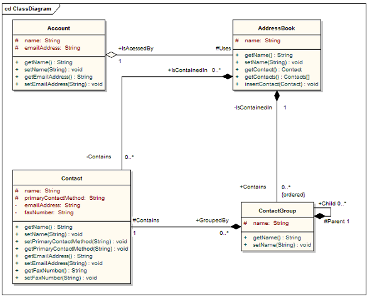 cd ClassDiagram
Account
# name: String
# emailAddress: String
+ getName() : String
+ setName(String) : void
+ getEmailAddress() : String
+ setEmailAddress(String) : void
AddressBook
# name: String
+ getName() : String
+ setName(String) : void
+ getContact() : Contact
+ getContacts() : Contacts[]
+ insertContact(Contact) : void
-IsAcessedBy
#Uses
1
+IsContainedIn 0..*
-IsContainedIn 1
-Contains 0..*
+Contains 0..*
{ordered}
Contact
# name: String
# primaryContactMethod: String
- emailAddress: String
- faxNumber: String
+ getName() : String
+ setName(String) : void
+ setPrimaryContactMethod(String) : void
+ getPrimaryContactMethod(String) : void
+ getEmailAddress() : String
+ setEmailAddress(String) : void
+ getFaxNumber() : String
+ setFaxNumber(String) : void
#Contains
1
+GroupedBy
0..*
ContactGroup
# name: String
+ getName() : String
+ setName(String) : void
+Child 0..*
#Parent 1